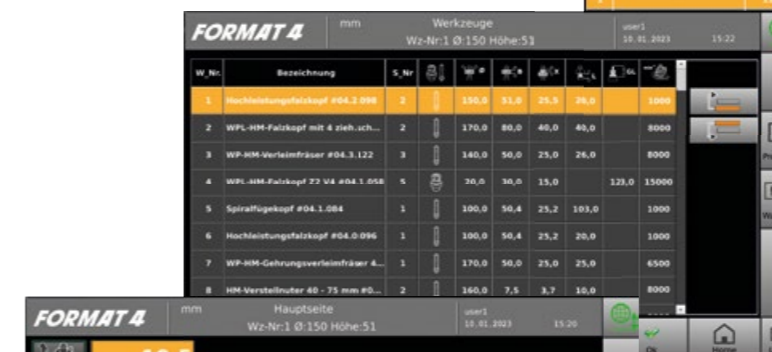 FORMAT 4 mm Werkzeuge user1
Wz-Nr:1 Ø:150 Höhe:51 10.01.2023 15:22
W_Nr. Bezeichnung S_Nr Ø L GL
1 Hochleistungsfalzkopf #04.2.098 2 150,0 51,0 25,5 20,0 1000
2 WPL-HM-Falzkopf mit 4 zieh.sch... 2 170,0 80,0 40,0 40,0 8000
3 WP-HM-Verleimfräser #04.3.122 3 140,0 50,0 25,0 26,0 8000
4 WPL-HM-Falzkopf Z2 V4 #04.1.058 5 20,0 30,0 15,0 123,0 15000
5 Spiralfügekopf #04.1.084 1 100,0 50,4 25,2 103,0 1000
6 Hochleistungsfalzkopf #04.0.096 1 100,0 50,4 25,2 20,0 1000
7 WP-HM-Gehrungsverleimfräser 4... 1 170,0 50,0 25,0 25,0 6500
8 HM-Verstellnuter 40 - 75 mm #0... 2 160,0 7,5 3,7 10,0 8000
FORMAT 4 mm Hauptseite user1
Wz-Nr:1 Ø:150 Höhe:51 10.01.2023 15:20
Ok Home